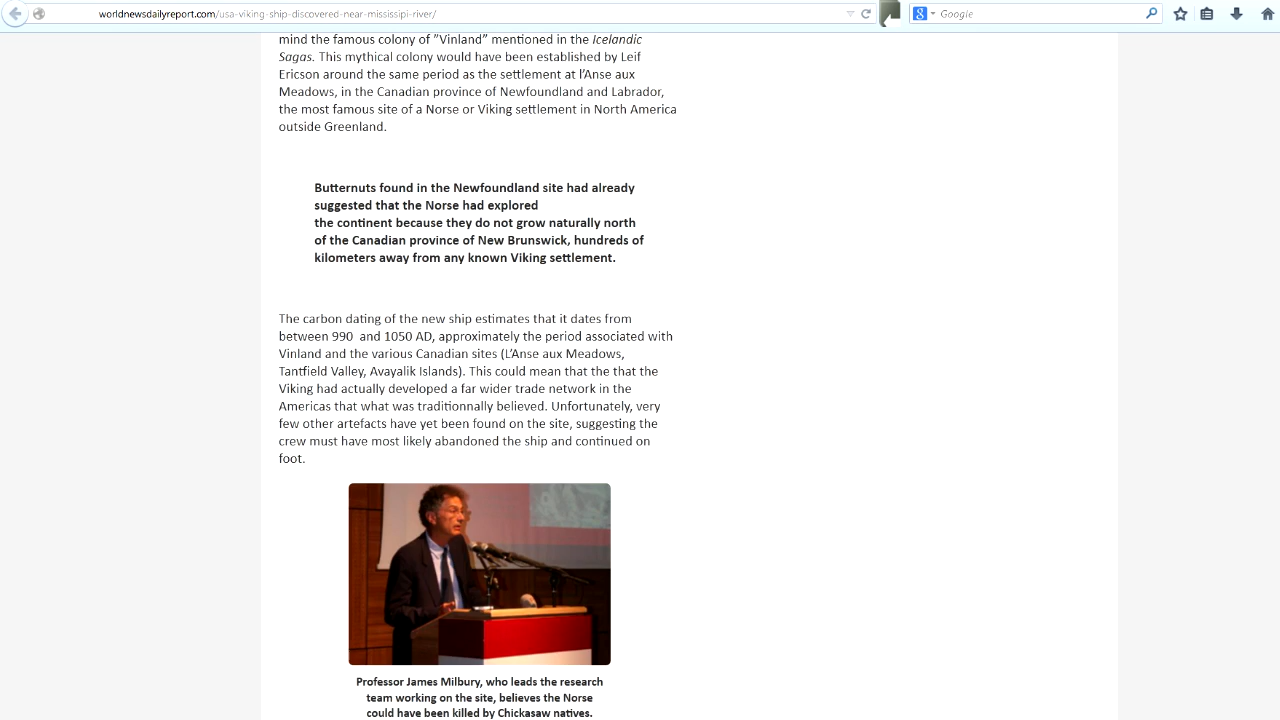 worldnewsdailyreport.com/usa-viking-ship-discovered-near-mississipi-river/
Google
mind the famous colony of ”Vinland” mentioned in the Icelandic
Sagas. This mythical colony would have been established by Leif
Ericson around the same period as the settlement at l’Anse aux
Meadows, in the Canadian province of Newfoundland and Labrador,
the most famous site of a Norse or Viking settlement in North America
outside Greenland.
Butternuts found in the Newfoundland site had already
suggested that the Norse had explored
the continent because they do not grow naturally north
of the Canadian province of New Brunswick, hundreds of
kilometers away from any known Viking settlement.
The carbon dating of the new ship estimates that it dates from
between 990 and 1050 AD, approximately the period associated with
Vinland and the various Canadian sites (L’Anse aux Meadows,
Tantfield Valley, Avayalik Islands). This could mean that the that the
Viking had actually developed a far wider trade network in the
Americas that what was traditionnally believed. Unfortunately, very
few other artefacts have yet been found on the site, suggesting the
crew must have most likely abandoned the ship and continued on
foot.
Professor James Milbury, who leads the research
team working on the site, believes the Norse
could have been killed by Chickasaw natives.